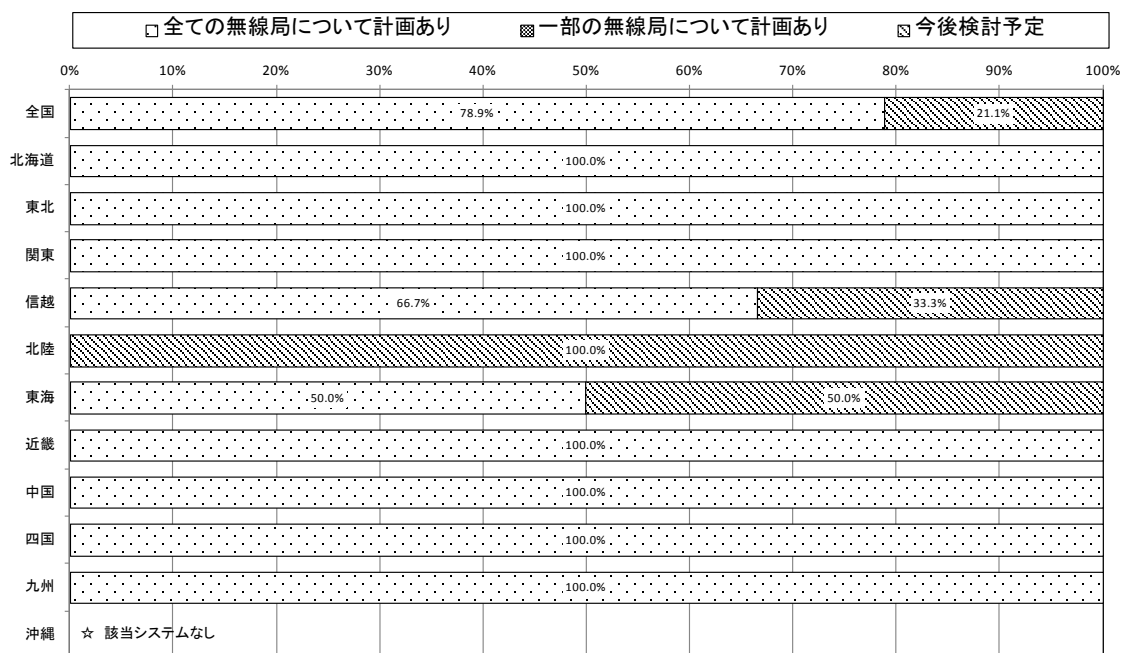 全ての無線局について計画あり 一部の無線局について計画あり 今後検討予定
0% 10% 20% 30% 40% 50% 60% 70% 80% 90% 100%
全国 78.9% 21.1%
北海道 100.0%
東北 100.0%
関東 100.0%
信越 66.7% 33.3%
北陸 100.0%
東海 50.0% 50.0%
近畿 100.0%
中国 100.0%
四国 100.0%
九州 100.0%
沖縄 ☆ 該当システムなし